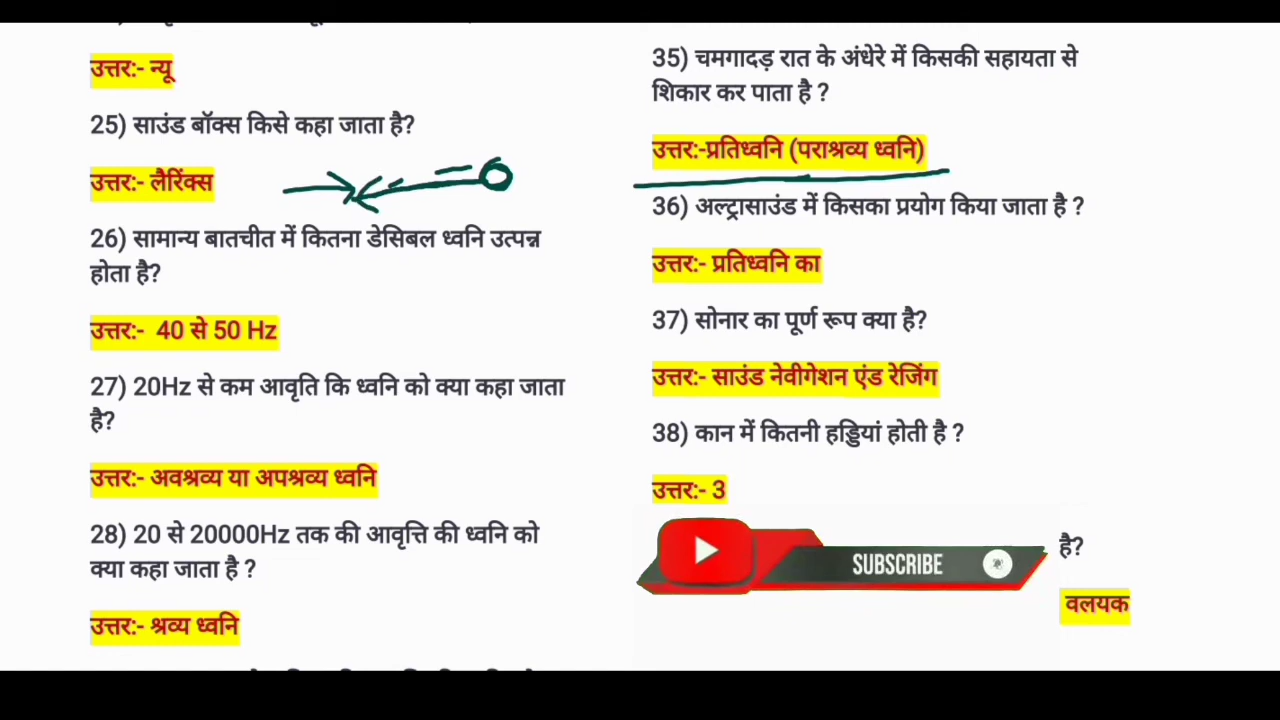 उत्तर:- न्यू
25) साउंड बॉक्स किसे कहा जाता है?
उत्तर:- लैरिंक्स
26) सामान्य बातचीत में कितना डेसिबल ध्वनि उत्पन्न
होता है?
उत्तर:-  40 से 50 Hz
27) 20Hz से कम आवृति कि ध्वनि को क्या कहा जाता
है?
उत्तर:- अवश्रव्य या अपश्रव्य ध्वनि
28) 20 से 20000Hz तक की आवृत्ति की ध्वनि को
क्या कहा जाता है ?
उत्तर:- श्रव्य ध्वनि
35) चमगादड़ रात के अंधेरे में किसकी सहायता से
शिकार कर पाता है ?
उत्तर:-प्रतिध्वनि (पराश्रव्य ध्वनि)
36) अल्ट्रासाउंड में किसका प्रयोग किया जाता है ?
उत्तर:- प्रतिध्वनि का
37) सोनार का पूर्ण रूप क्या है?
उत्तर:- साउंड नेवीगेशन एंड रेजिंग
38) कान में कितनी हड्डियां होती है ?
उत्तर:- 3
है?
SUBSCRIBE
वलयक